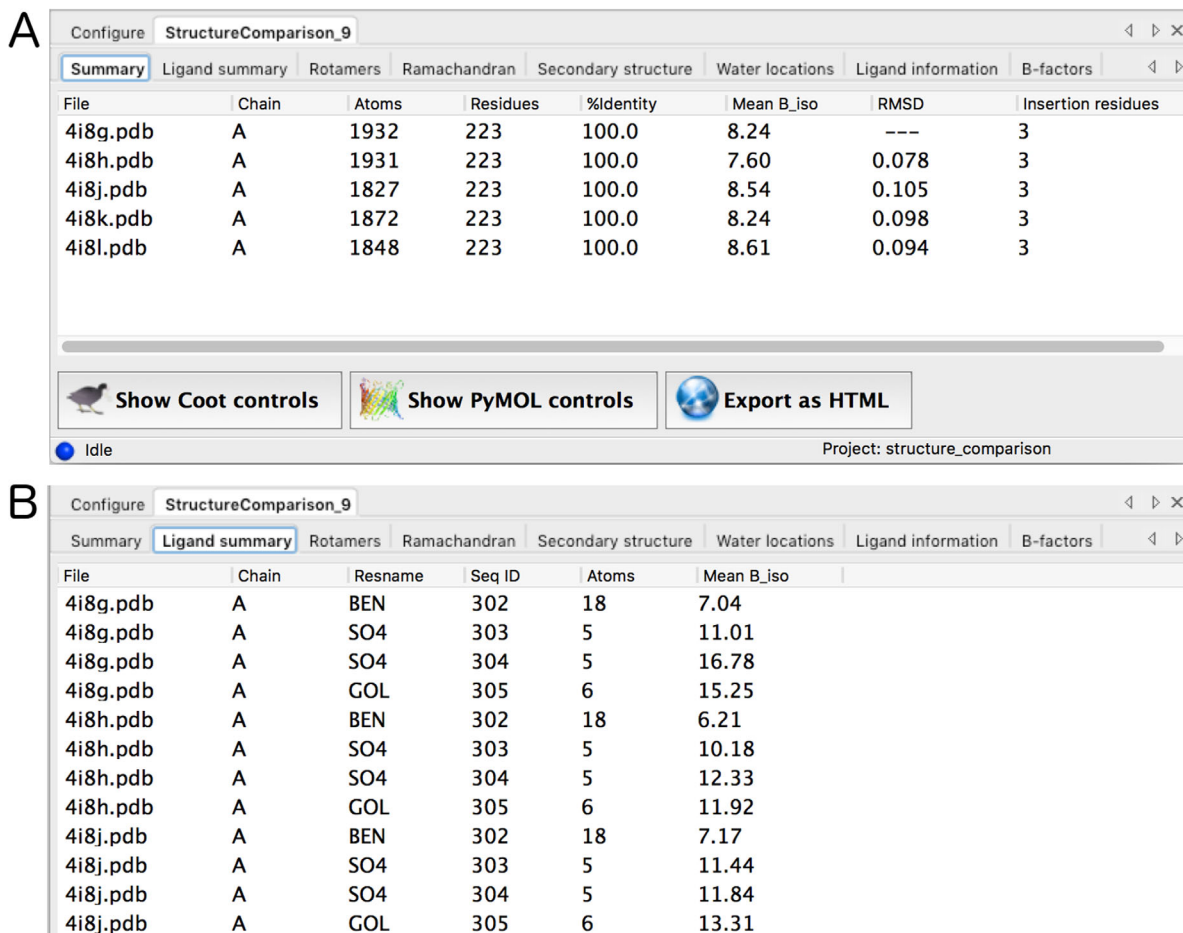 A
Configure StructureComparison_9
Summary Ligand summary Rotamers Ramachandran Secondary structure Water locations Ligand information B-factors
File Chain Atoms Residues %Identity Mean B_iso RMSD Insertion residues
4i8g.pdb A 1932 223 100.0 8.24 --- 3
4i8h.pdb A 1931 223 100.0 7.60 0.078 3
4i8j.pdb A 1827 223 100.0 8.54 0.105 3
4i8k.pdb A 1872 223 100.0 8.24 0.098 3
4i8l.pdb A 1848 223 100.0 8.61 0.094 3
Show Coot controls Show PyMOL controls Export as HTML
Idle Project: structure_comparison
B
Configure StructureComparison_9
Summary Ligand summary Rotamers Ramachandran Secondary structure Water locations Ligand information B-factors
File Chain Resname Seq ID Atoms Mean B_iso
4i8g.pdb A BEN 302 18 7.04
4i8g.pdb A SO4 303 5 11.01
4i8g.pdb A SO4 304 5 16.78
4i8g.pdb A GOL 305 6 15.25
4i8h.pdb A BEN 302 18 6.21
4i8h.pdb A SO4 303 5 10.18
4i8h.pdb A SO4 304 5 12.33
4i8h.pdb A GOL 305 6 11.92
4i8j.pdb A BEN 302 18 7.17
4i8j.pdb A SO4 303 5 11.44
4i8j.pdb A SO4 304 5 11.84
4i8j.pdb A GOL 305 6 13.31